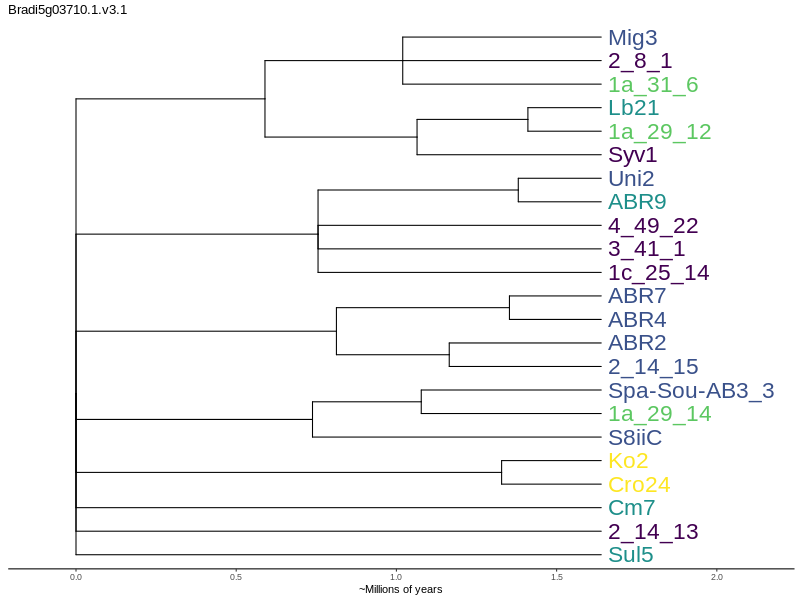 Bradi5g03710.1.v3.1
Mig3
2_8_1
1a_31_6
Lb21
1a_29_12
Syv1
Uni2
ABR9
4_49_22
3_41_1
1c_25_14
ABR7
ABR4
ABR2
2_14_15
Spa-Sou-AB3_3
1a_29_14
S8iiC
Ko2
Cro24
Cm7
2_14_13
Sul5
0.0 0.5 1.0 1.5 2.0
~Millions of years